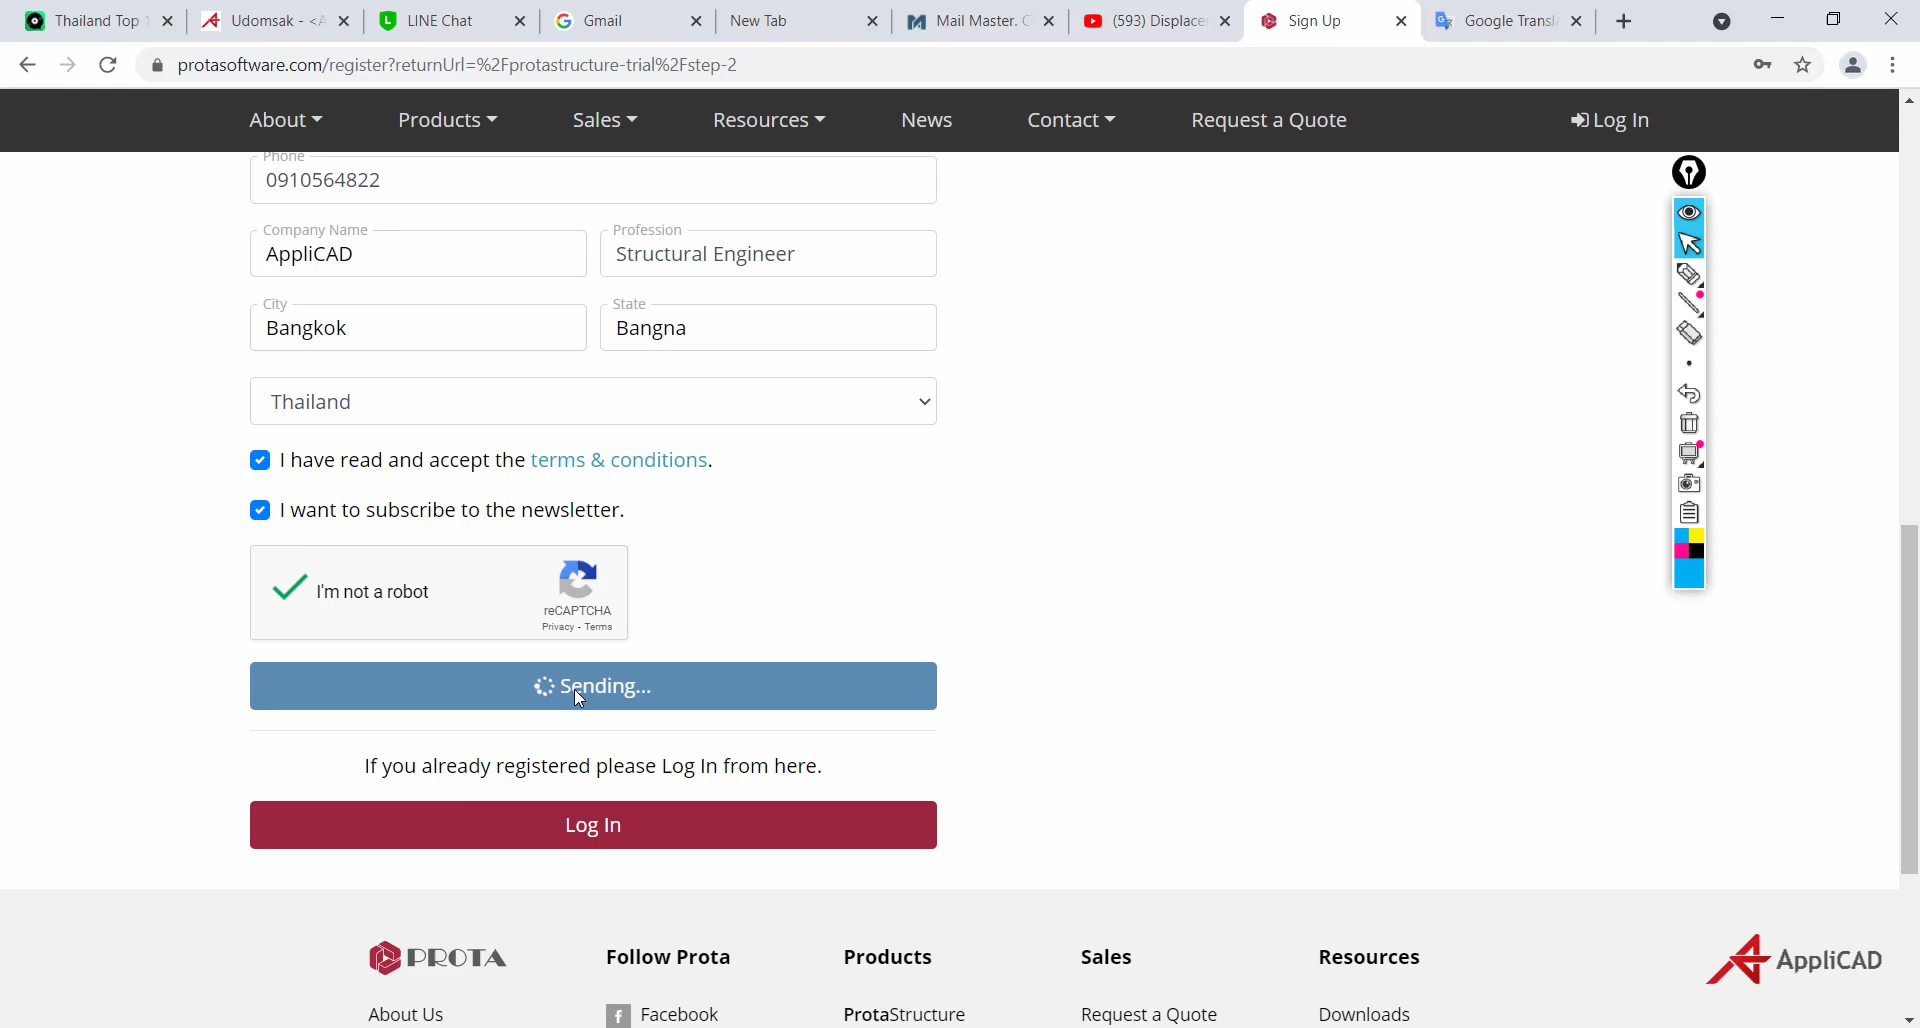 Thailand Top 1
Udomsak - <A
LINE Chat
Gmail
New Tab
Mail Master. C
(593) Displace
Sign Up
Google Transla
protasoftware.com/register?returnUrl=%2Fprotastructure-trial%2Fstep-2
About
Products
Sales
Resources
News
Contact
Request a Quote
Log In
Phone
0910564822
Company Name
AppliCAD
Profession
Structural Engineer
City
Bangkok
State
Bangna
Thailand
I have read and accept the terms & conditions.
I want to subscribe to the newsletter.
I'm not a robot
reCAPTCHA
Privacy - Terms
Sending...
If you already registered please Log In from here.
Log In
PROTA
Follow Prota
Products
Sales
Resources
AppliCAD
About Us
Facebook
ProtaStructure
Request a Quote
Downloads